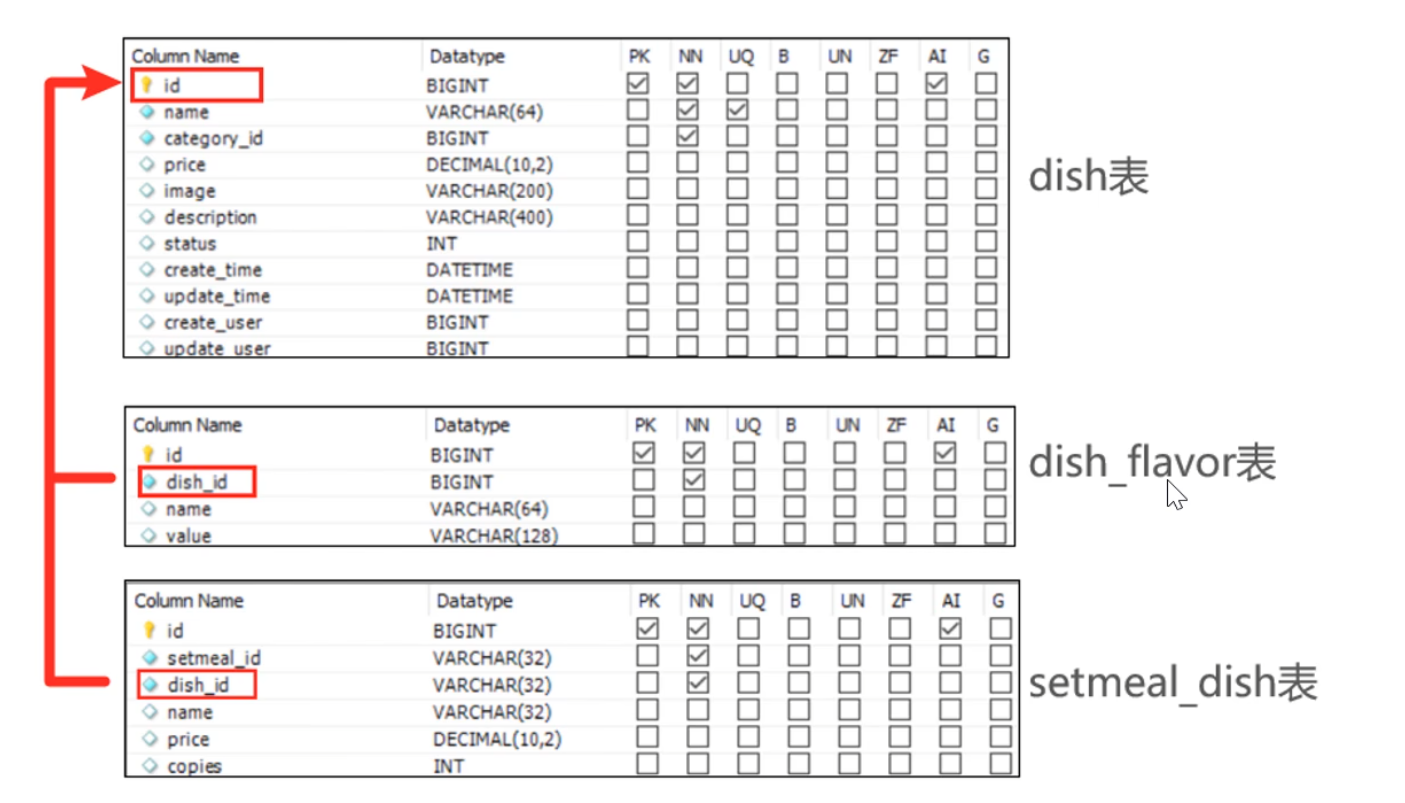 Column Name Datatype PK NN UQ B UN ZF AI G
id BIGINT
name VARCHAR(64)
category_id BIGINT
price DECIMAL(10,2)
image VARCHAR(200)
description VARCHAR(400)
status INT
create_time DATETIME
update_time DATETIME
create_user BIGINT
update_user BIGINT
dish表
Column Name Datatype PK NN UQ B UN ZF AI G
id BIGINT
dish_id BIGINT
name VARCHAR(64)
value VARCHAR(128)
dish_flavor表
Column Name Datatype PK NN UQ B UN ZF AI G
id BIGINT
setmeal_id VARCHAR(32)
dish_id VARCHAR(32)
name VARCHAR(32)
price DECIMAL(10,2)
copies INT
setmeal_dish表